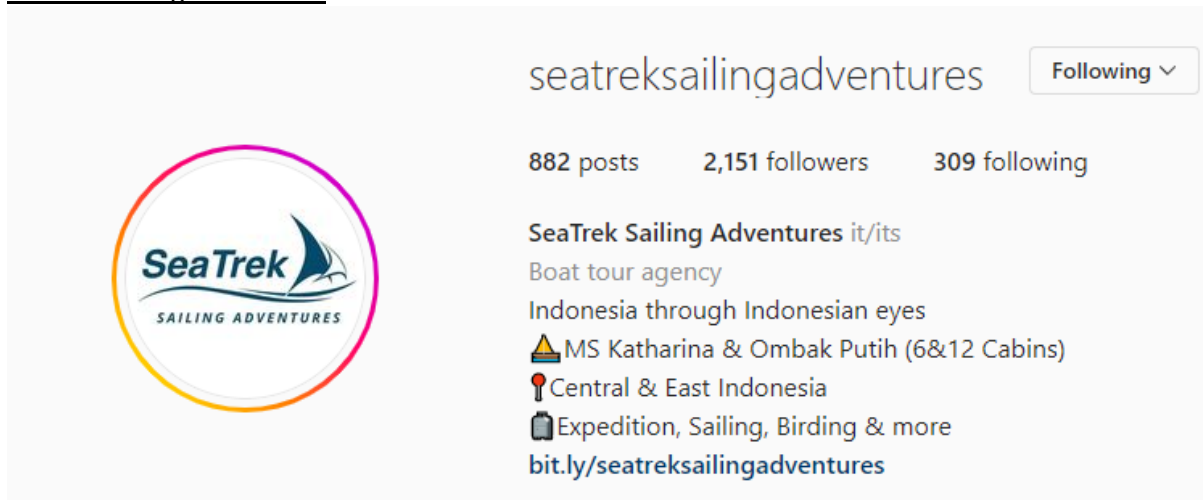 seatreksailingadventures Following
882 posts 2,151 followers 309 following
SeaTrek
SAILING ADVENTURES
SeaTrek Sailing Adventures it/its
Boat tour agency
Indonesia through Indonesian eyes
⛵MS Katharina & Ombak Putih (6&12 Cabins)
📍Central & East Indonesia
🧳Expedition, Sailing, Birding & more
bit.ly/seatreksailingadventures